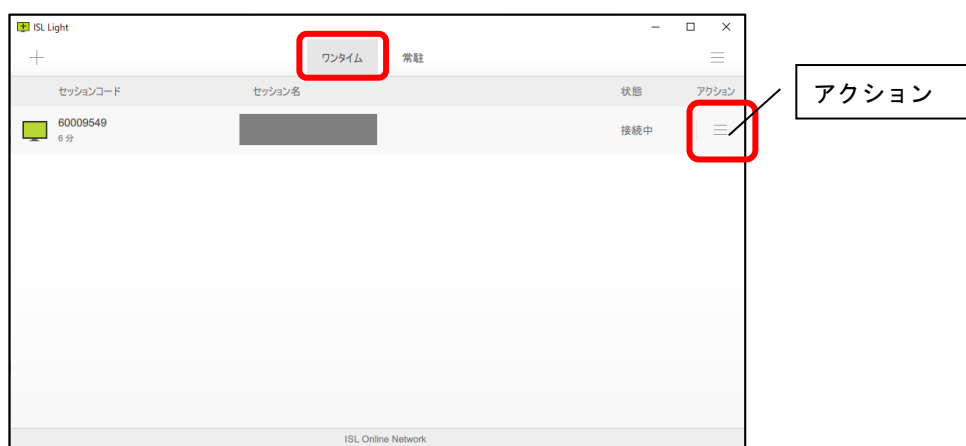 ISL Light
ワンタイム 常駐
セッションコード セッション名 状態 アクション
60009549
6 分
接続中
アクション
ISL Online Network